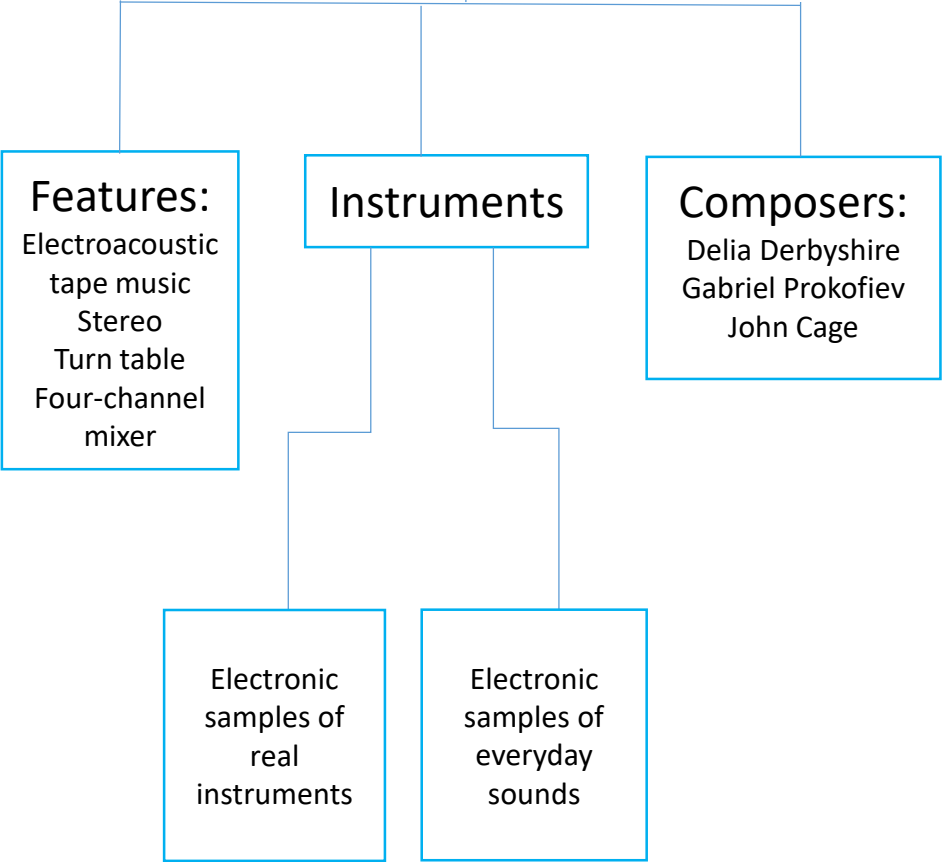 Features:
Electroacoustic
tape music
Stereo
Turn table
Four-channel
mixer
Instruments
Composers:
Delia Derbyshire
Gabriel Prokofiev
John Cage
Electronic
samples of
real
instruments
Electronic
samples of
everyday
sounds